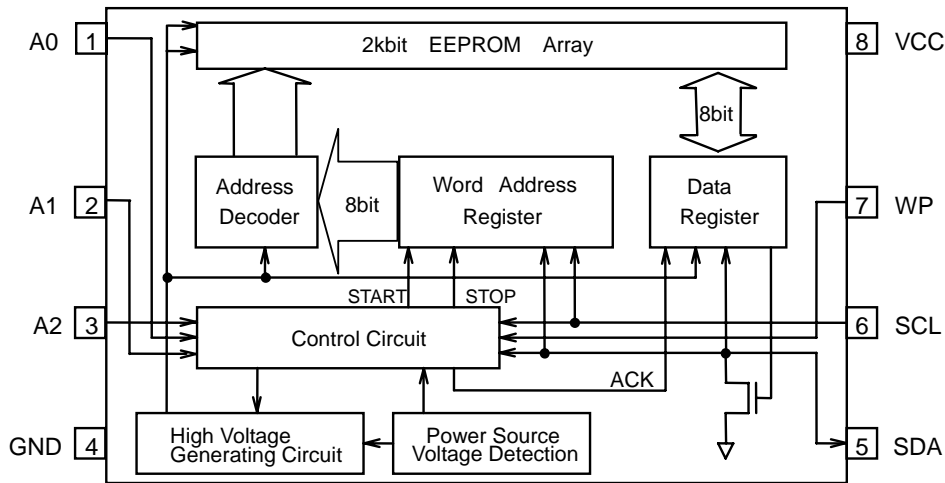 A0 1 2kbit EEPROM Array 8 VCC
8bit
A1 2 Address Decoder 8bit Word Address Register Data Register 7 WP
START STOP
A2 3 Control Circuit 6 SCL
ACK
GND 4 High Voltage Generating Circuit Power Source Voltage Detection 5 SDA